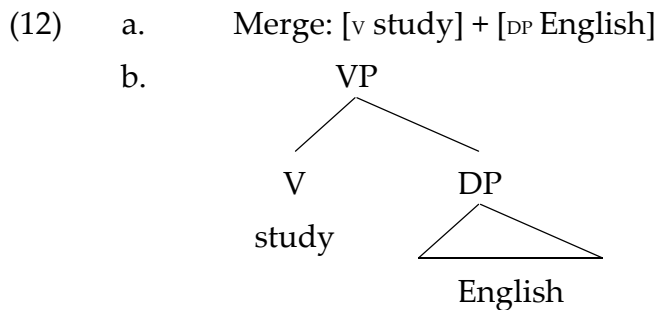 (12) a. Merge: [V study] + [DP English]
b. VP
V DP
study
English